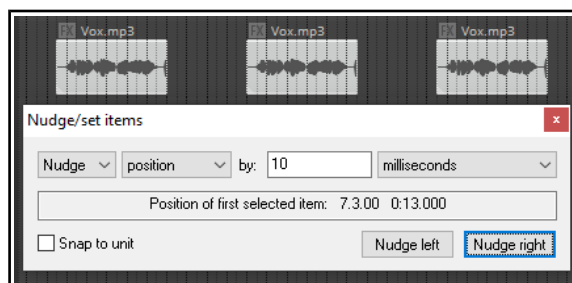 FX Vox.mp3 FX Vox.mp3 FX Vox.mp3
Nudge/set items x
Nudge position by: 10 milliseconds
Position of first selected item: 7.3.00 0:13.000
Snap to unit Nudge left Nudge right